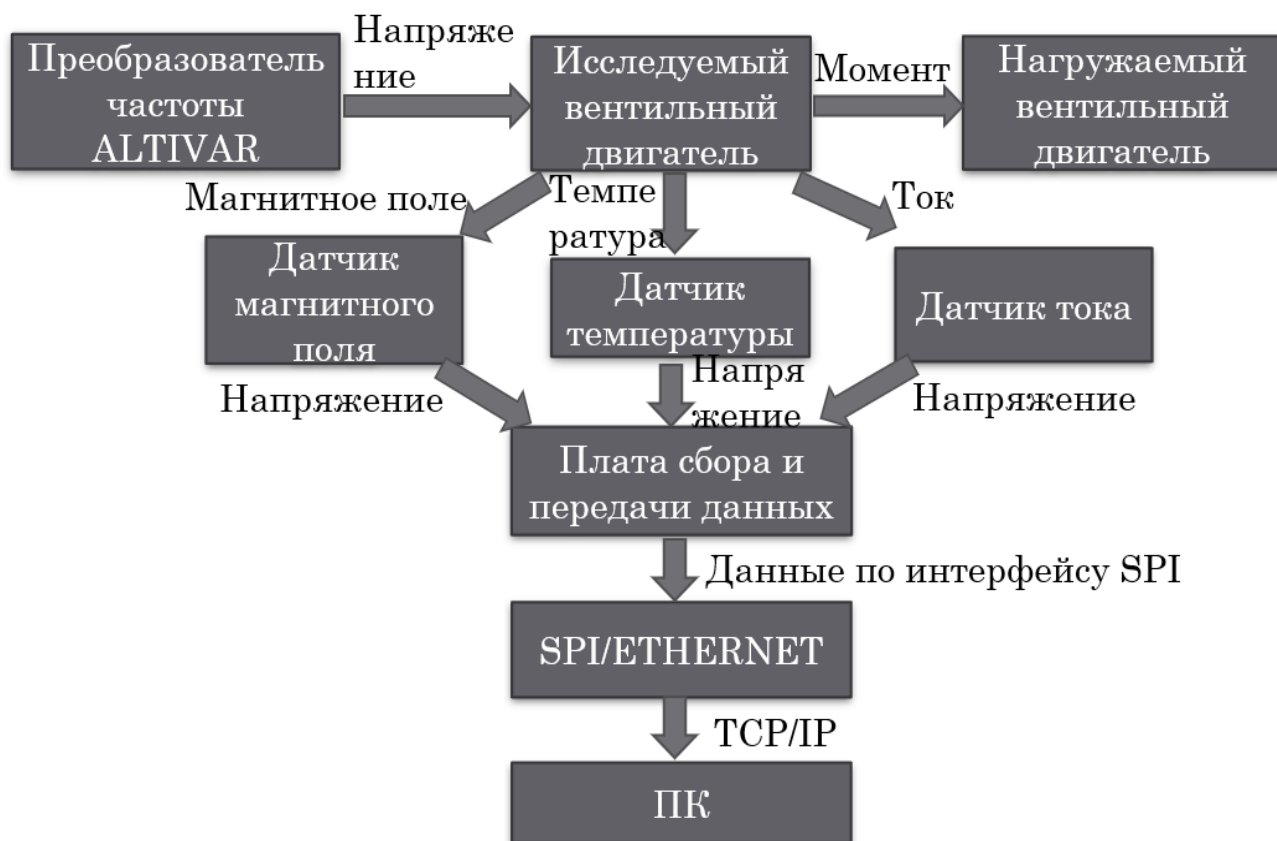 Преобразователь
частоты
ALTIVAR
Напряже
ние
Исследуемый
вентильный
двигатель
Момент
Нагружаемый
вентильный
двигатель
Магнитное поле
Темпе
ратура
Ток
Датчик
магнитного
поля
Датчик
температуры
Датчик тока
Напряжение
Напря
жение
Напряжение
Плата сбора и
передачи данных
Данные по интерфейсу SPI
SPI/ETHERNET
TCP/IP
ПК